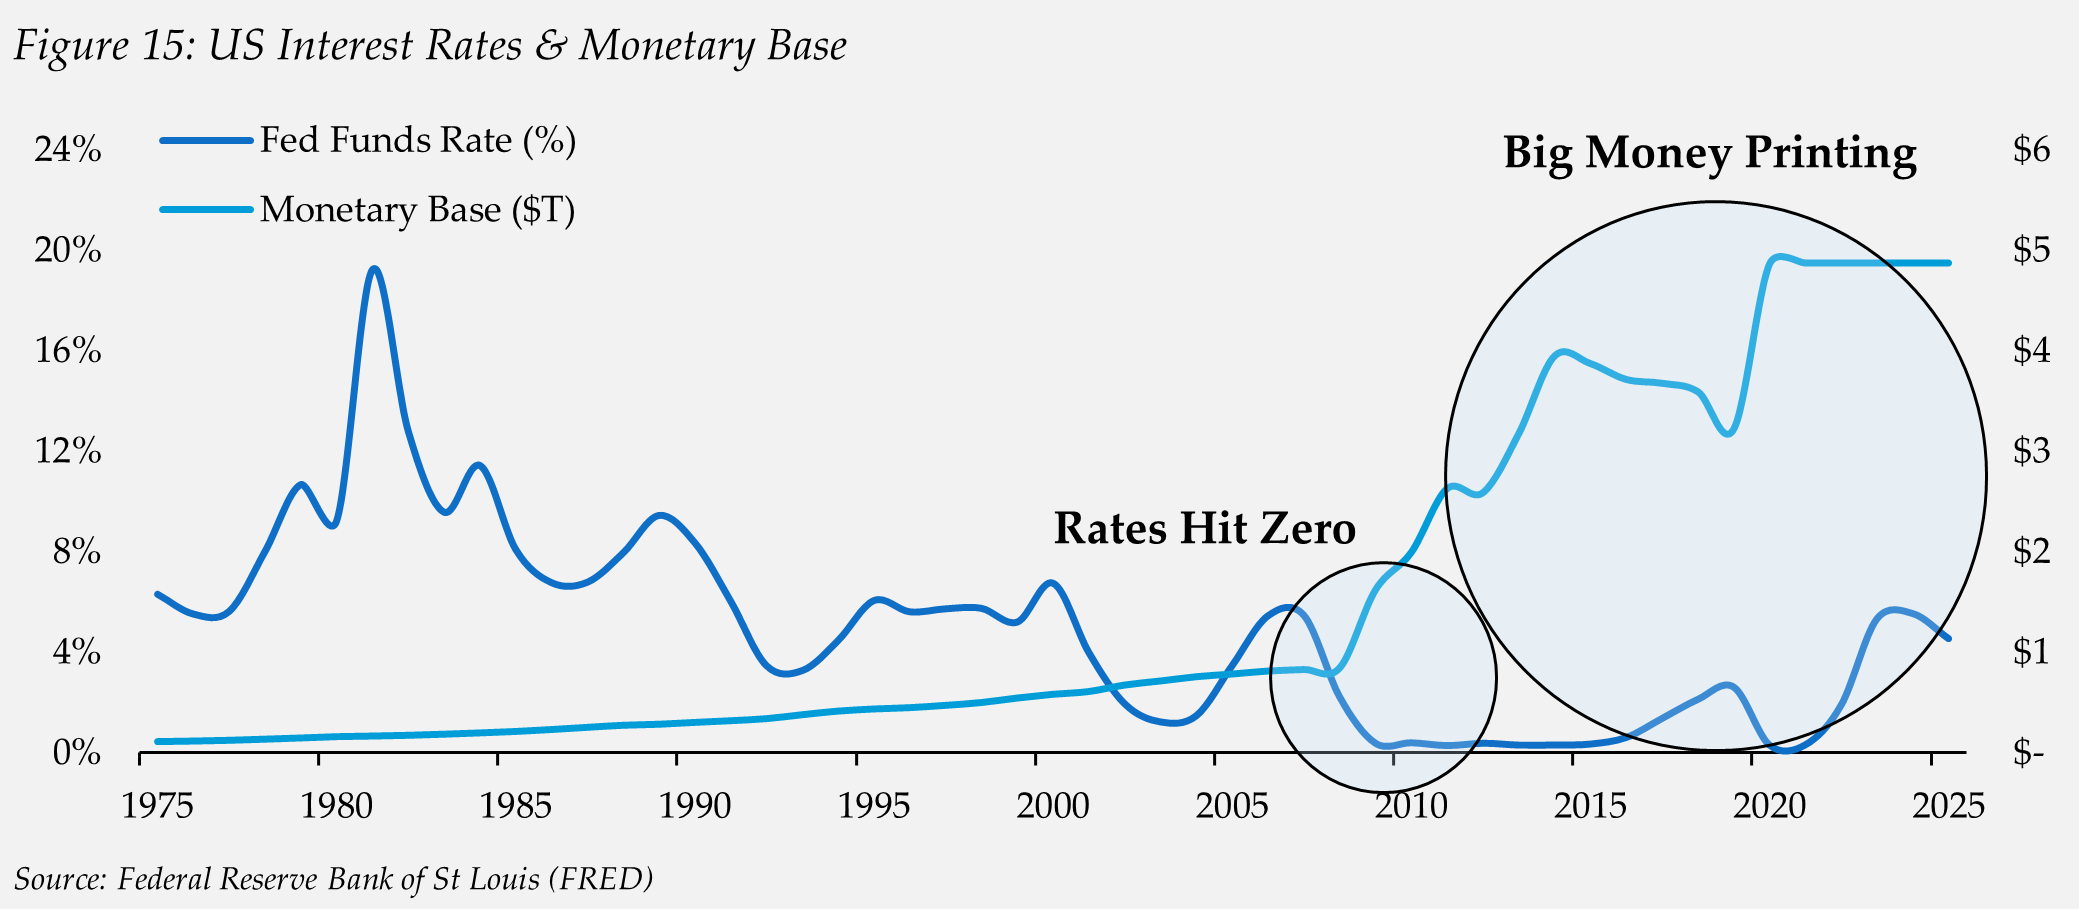 Figure 15: US Interest Rates & Monetary Base
Fed Funds Rate (%)
Monetary Base ($T)
Big Money Printing
Rates Hit Zero
24%
20%
16%
12%
8%
4%
0%
$6
$5
$4
$3
$2
$1
$-
1975 1980 1985 1990 1995 2000 2005 2010 2015 2020 2025
Source: Federal Reserve Bank of St Louis (FRED)